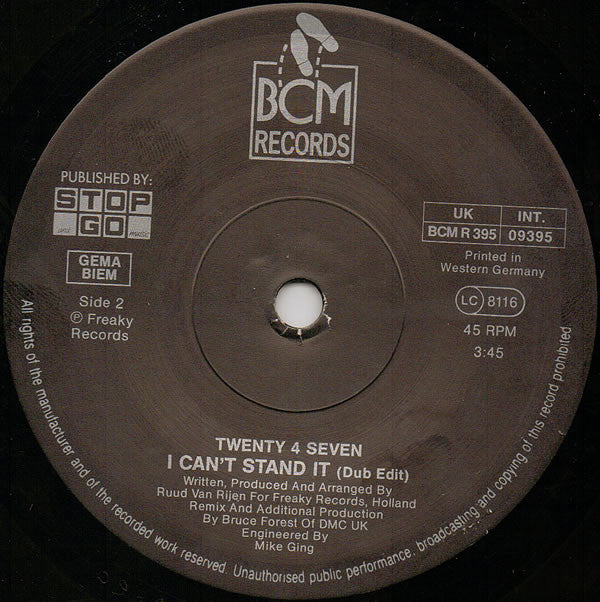 BCM
RECORDS
PUBLISHED BY:
STOP
GO
GEMA
BIEM
Side 2
℗ Freaky
Records
UK INT.
BCM R 395 09395
Printed in
Western Germany
LC 8116
45 RPM
3:45
TWENTY 4 SEVEN
I CAN'T STAND IT (Dub Edit)
Written, Produced And Arranged By
Ruud Van Rijen For Freaky Records, Holland
Remix And Additional Production
By Bruce Forest Of DMC UK
Engineered By
Mike Ging
All rights of the manufacturer and of the recorded work reserved. Unauthorised public performance, broadcasting and copying of this record prohibited